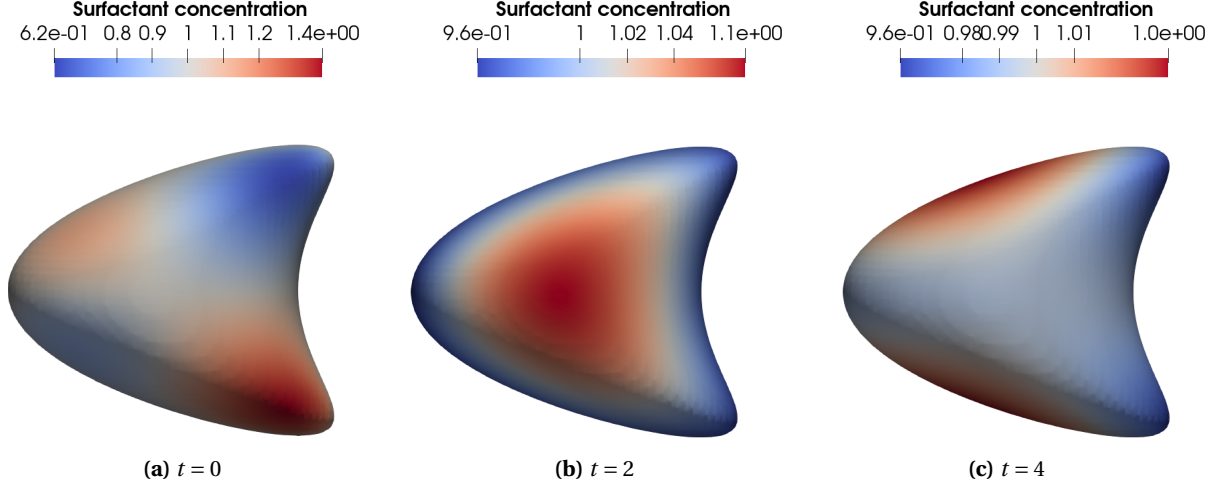 Surfactant concentration Surfactant concentration Surfactant concentration
6.2e-01 0.8 0.9 1 1.1 1.2 1.4e+00 9.6e-01 1 1.02 1.04 1.1e+00 9.6e-01 0.98 0.99 1 1.01 1.0e+00
(a) t = 0 (b) t = 2 (c) t = 4